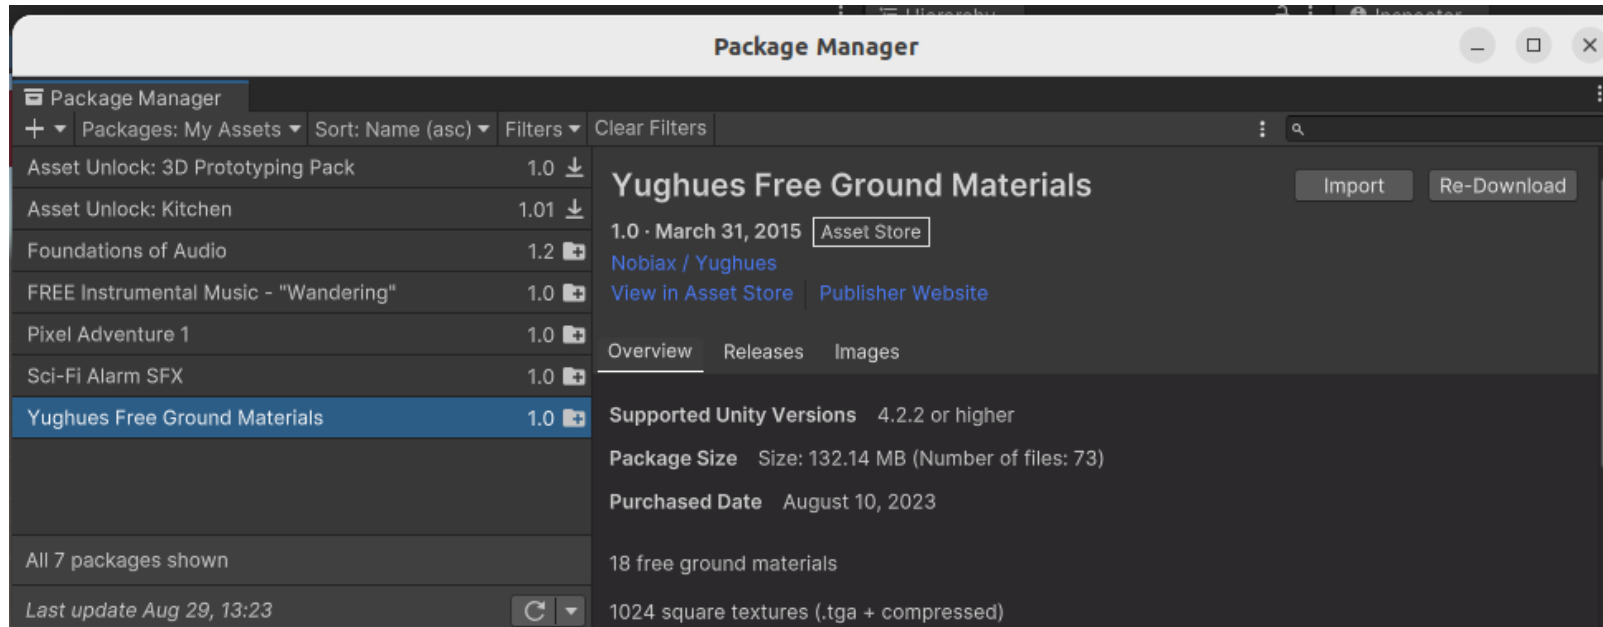 Hierarchy
Inspector
Package Manager
Package Manager
Packages: My Assets Sort: Name (asc) Filters Clear Filters
Asset Unlock: 3D Prototyping Pack 1.0
Asset Unlock: Kitchen 1.01
Foundations of Audio 1.2
FREE Instrumental Music - "Wandering" 1.0
Pixel Adventure 1 1.0
Sci-Fi Alarm SFX 1.0
Yughues Free Ground Materials 1.0
All 7 packages shown
Last update Aug 29, 13:23
Yughues Free Ground Materials
Import Re-Download
1.0 · March 31, 2015 Asset Store
Nobiax / Yughues
View in Asset Store Publisher Website
Overview Releases Images
Supported Unity Versions 4.2.2 or higher
Package Size Size: 132.14 MB (Number of files: 73)
Purchased Date August 10, 2023
18 free ground materials
1024 square textures (.tga + compressed)